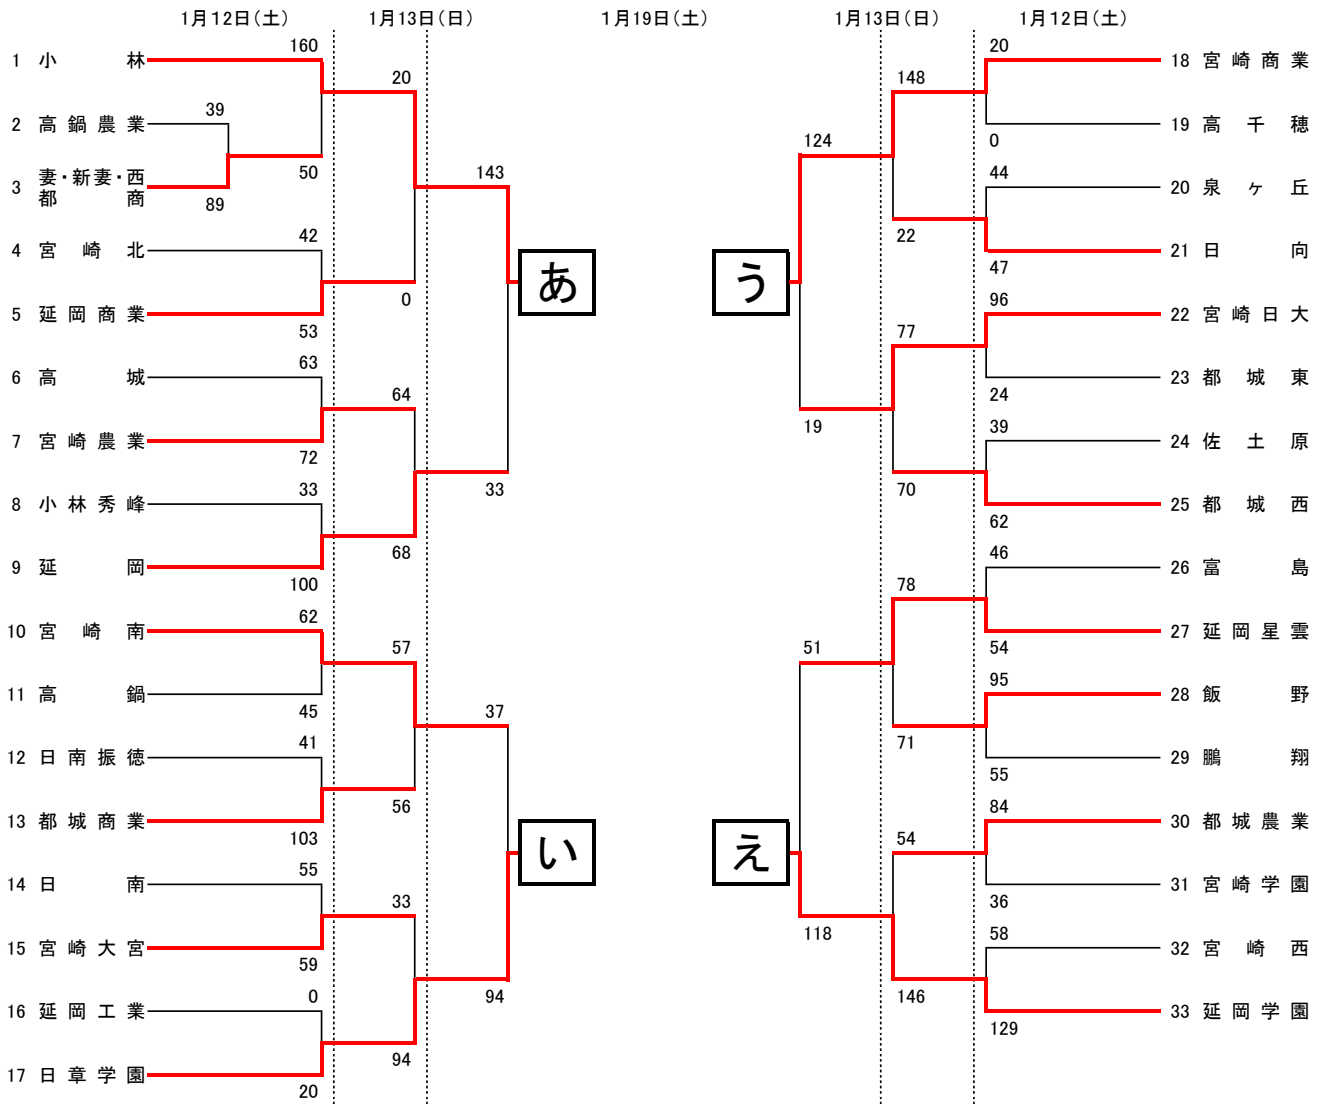 1月12日(土) 1月13日(日) 1月19日(土) 1月13日(日) 1月12日(土)
160
1 小林
20
2 高鍋農業
39
3 妻・新妻・西都商
50
89
143
4 宮崎北
42
5 延岡商業
0
53
あ
6 高城
63
7 宮崎農業
64
72
8 小林秀峰
33
33
9 延岡
68
100
10 宮崎南
62
11 高鍋
57
45
37
12 日南振徳
41
13 都城商業
56
103
い
14 日南
55
15 宮崎大宮
33
59
94
16 延岡工業
0
17 日章学園
94
20
20
18 宮崎商業
148
19 高千穂
0
124
20 泉ヶ丘
44
21 日向
22
47
う
22 宮崎日大
96
77
23 都城東
24
19
24 佐土原
39
25 都城西
70
62
26 富島
46
78
27 延岡星雲
54
51
28 飯野
95
71
29 鵬翔
55
え
30 都城農業
84
54
31 宮崎学園
36
118
32 宮崎西
58
146
33 延岡学園
129